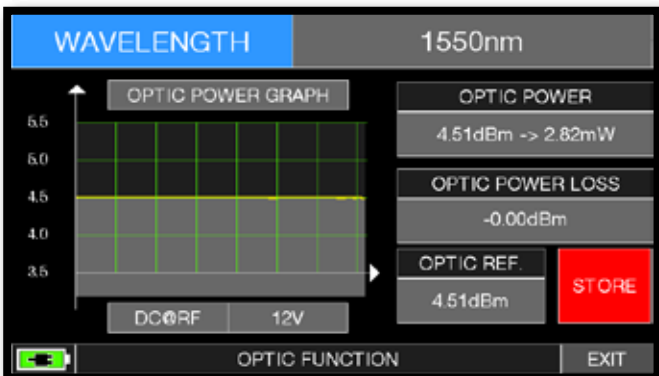 WAVELENGTH 1550nm
OPTIC POWER GRAPH
5.5
5.0
4.5
4.0
3.5
DC@RF 12V
OPTIC POWER
4.51dBm -> 2.82mW
OPTIC POWER LOSS
-0.00dBm
OPTIC REF.
4.51dBm
STORE
OPTIC FUNCTION
EXIT